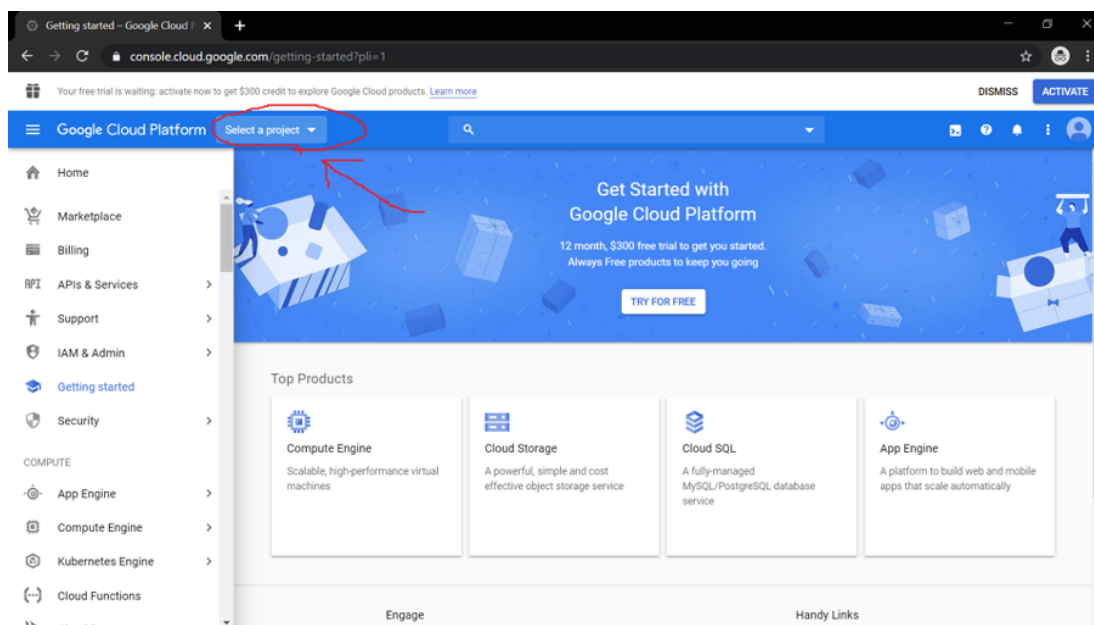 Getting started – Google Cloud
console.cloud.google.com/getting-started?pli=1
Your free trial is waiting: activate now to get $300 credit to explore Google Cloud products. Learn more
DISMISS
ACTIVATE
Google Cloud Platform
Select a project
Home
Marketplace
Billing
API APIs & Services
Support
IAM & Admin
Getting started
Security
COMPUTE
App Engine
Compute Engine
Kubernetes Engine
Cloud Functions
Get Started with
Google Cloud Platform
12 month, $300 free trial to get you started.
Always Free products to keep you going
TRY FOR FREE
Top Products
Compute Engine
Scalable, high-performance virtual
machines
Cloud Storage
A powerful, simple and cost
effective object storage service
Cloud SQL
A fully-managed
MySQL/PostgreSQL database
service
App Engine
A platform to build web and mobile
apps that scale automatically
Engage
Handy Links